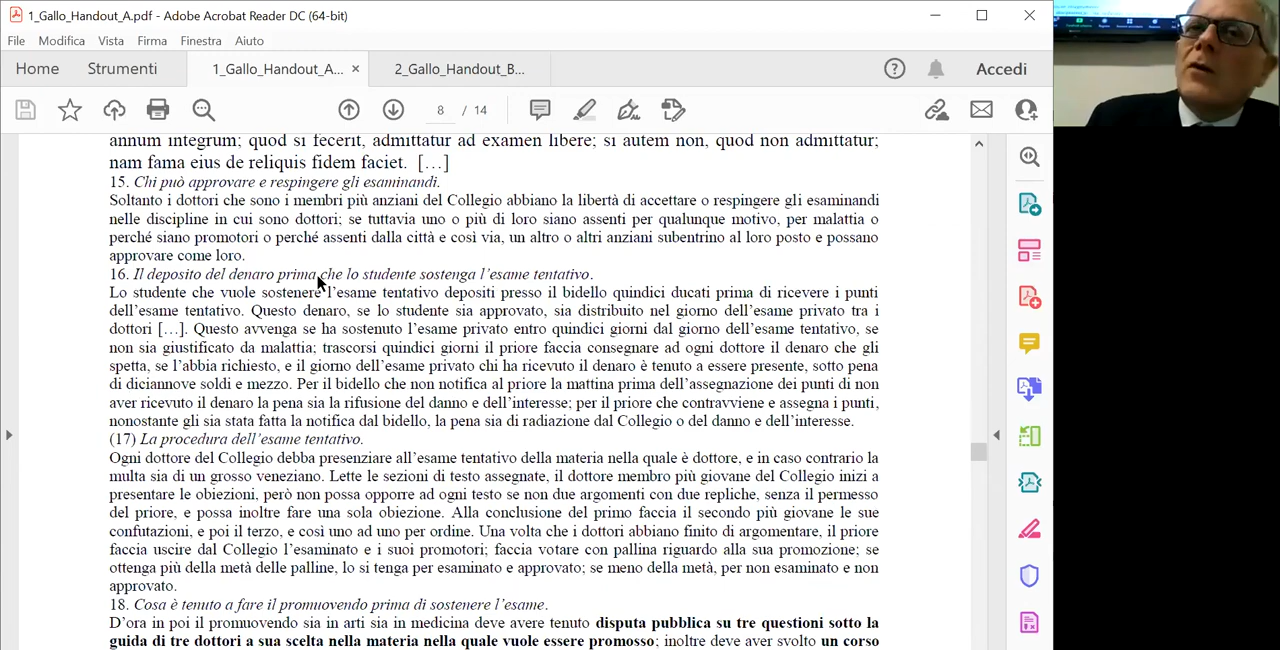 1_Gallo_Handout_A.pdf - Adobe Acrobat Reader DC (64-bit)
File Modifica Vista Firma Finestra Aiuto
Home Strumenti 1_Gallo_Handout_A... × 2_Gallo_Handout_B... Accedi
8 / 14
annum integrum; quod si fecerit, admittatur ad examen libere; si autem non, quod non admittatur;
nam fama eius de reliquis fidem faciet. […]
15. Chi può approvare e respingere gli esaminandi.
Soltanto i dottori che sono i membri più anziani del Collegio abbiano la libertà di accettare o respingere gli esaminandi
nelle discipline in cui sono dottori; se tuttavia uno o più di loro siano assenti per qualunque motivo, per malattia o
perché siano promotori o perché assenti dalla città e così via, un altro o altri anziani subentrino al loro posto e possano
approvare come loro.
16. Il deposito del denaro prima che lo studente sostenga l'esame tentativo.
Lo studente che vuole sostenere l'esame tentativo depositi presso il bidello quindici ducati prima di ricevere i punti
dell'esame tentativo. Questo denaro, se lo studente sia approvato, sia distribuito nel giorno dell'esame privato tra i
dottori […]. Questo avvenga se ha sostenuto l'esame privato entro quindici giorni dal giorno dell'esame tentativo, se
non sia giustificato da malattia; trascorsi quindici giorni il priore faccia consegnare ad ogni dottore il denaro che gli
spetta, se l'abbia richiesto, e il giorno dell'esame privato chi ha ricevuto il denaro è tenuto a essere presente, sotto pena
di diciannove soldi e mezzo. Per il bidello che non notifica al priore la mattina prima dell'assegnazione dei punti di non
aver ricevuto il denaro la pena sia la rifusione del danno e dell'interesse; per il priore che contravviene e assegna i punti,
nonostante gli sia stata fatta la notifica dal bidello, la pena sia di radiazione dal Collegio o del danno e dell'interesse.
(17) La procedura dell'esame tentativo.
Ogni dottore del Collegio debba presenziare all'esame tentativo della materia nella quale è dottore, e in caso contrario la
multa sia di un grosso veneziano. Lette le sezioni di testo assegnate, il dottore membro più giovane del Collegio inizi a
presentare le obiezioni, però non possa opporre ad ogni testo se non due argomenti con due repliche, senza il permesso
del priore, e possa inoltre fare una sola obiezione. Alla conclusione del primo faccia il secondo più giovane le sue
confutazioni, e poi il terzo, e così uno ad uno per ordine. Una volta che i dottori abbiano finito di argomentare, il priore
faccia uscire dal Collegio l'esaminato e i suoi promotori; faccia votare con pallina riguardo alla sua promozione; se
ottenga più della metà delle palline, lo si tenga per esaminato e approvato; se meno della metà, per non esaminato e non
approvato.
18. Cosa è tenuto a fare il promuovendo prima di sostenere l'esame.
D'ora in poi il promuovendo sia in arti sia in medicina deve avere tenuto disputa pubblica su tre questioni sotto la
guida di tre dottori a sua scelta nella materia nella quale vuole essere promosso; inoltre deve aver svolto un corso